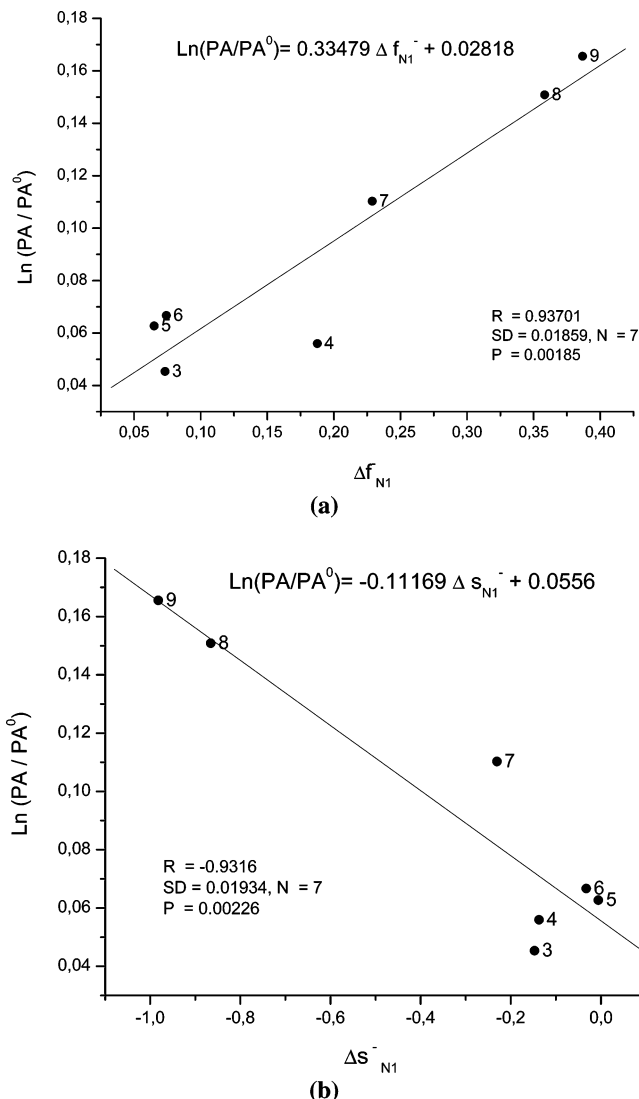 0,18
Ln(PA/PA⁰)= 0.33479 Δ f_N1⁻ + 0.02818
0,16
9
8
0,14
0,12
7
Ln (PA / PA⁰)
0,10
0,08
6
5
0,06
4
R = 0.93701
SD = 0.01859, N = 7
P = 0.00185
3
0,04
0,05 0,10 0,15 0,20 0,25 0,30 0,35 0,40
Δf⁻_N1
(a)
0,18
Ln(PA/PA⁰)= -0.11169 Δ s_N1⁻ + 0.0556
9
0,16
8
0,14
0,12
7
Ln (PA / PA⁰)
0,10
0,08
R = -0.9316
SD = 0.01934, N = 7
P = 0.00226
6
5
0,06
4
3
0,04
-1,0 -0,8 -0,6 -0,4 -0,2 0,0
Δs⁻_N1
(b)